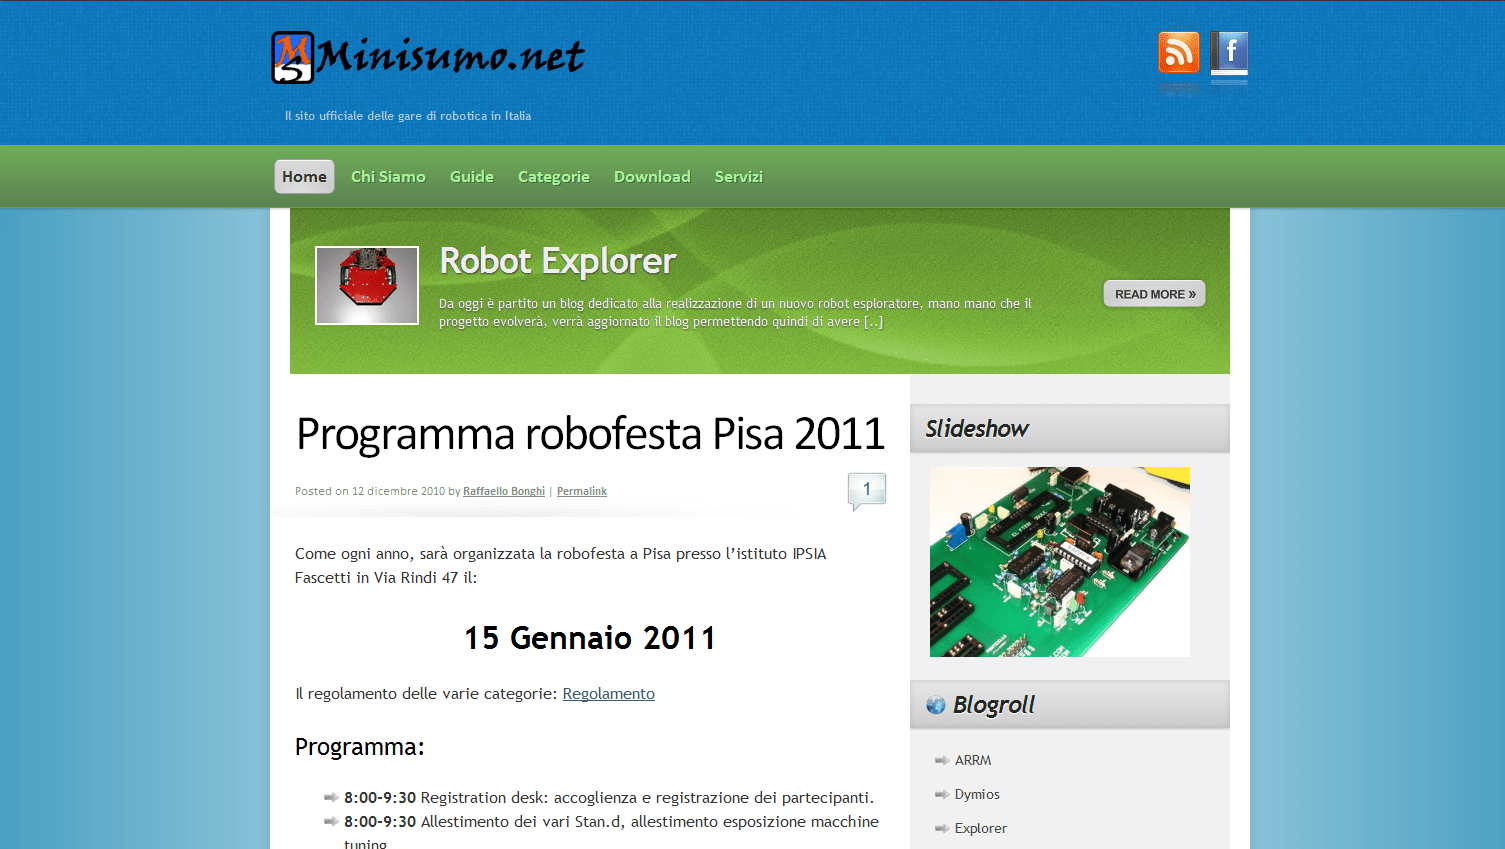 MS Minisumo.net
f
Il sito ufficiale delle gare di robotica in Italia
Home Chi Siamo Guide Categorie Download Servizi
Robot Explorer
Da oggi è partito un blog dedicato alla realizzazione di un nuovo robot esploratore, mano mano che il
progetto evolverà, verrà aggiornato il blog permettendo quindi di avere [..]
READ MORE »
Programma robofesta Pisa 2011
Posted on 12 dicembre 2010 by Raffaello Bonghi | Permalink
1
Come ogni anno, sarà organizzata la robofesta a Pisa presso l’istituto IPSIA
Fascetti in Via Rindi 47 il:
15 Gennaio 2011
Il regolamento delle varie categorie: Regolamento
Programma:
8:00-9:30 Registration desk: accoglienza e registrazione dei partecipanti.
8:00-9:30 Allestimento dei vari Stan.d, allestimento esposizione macchine
tuning
Slideshow
Blogroll
ARRM
Dymios
Explorer